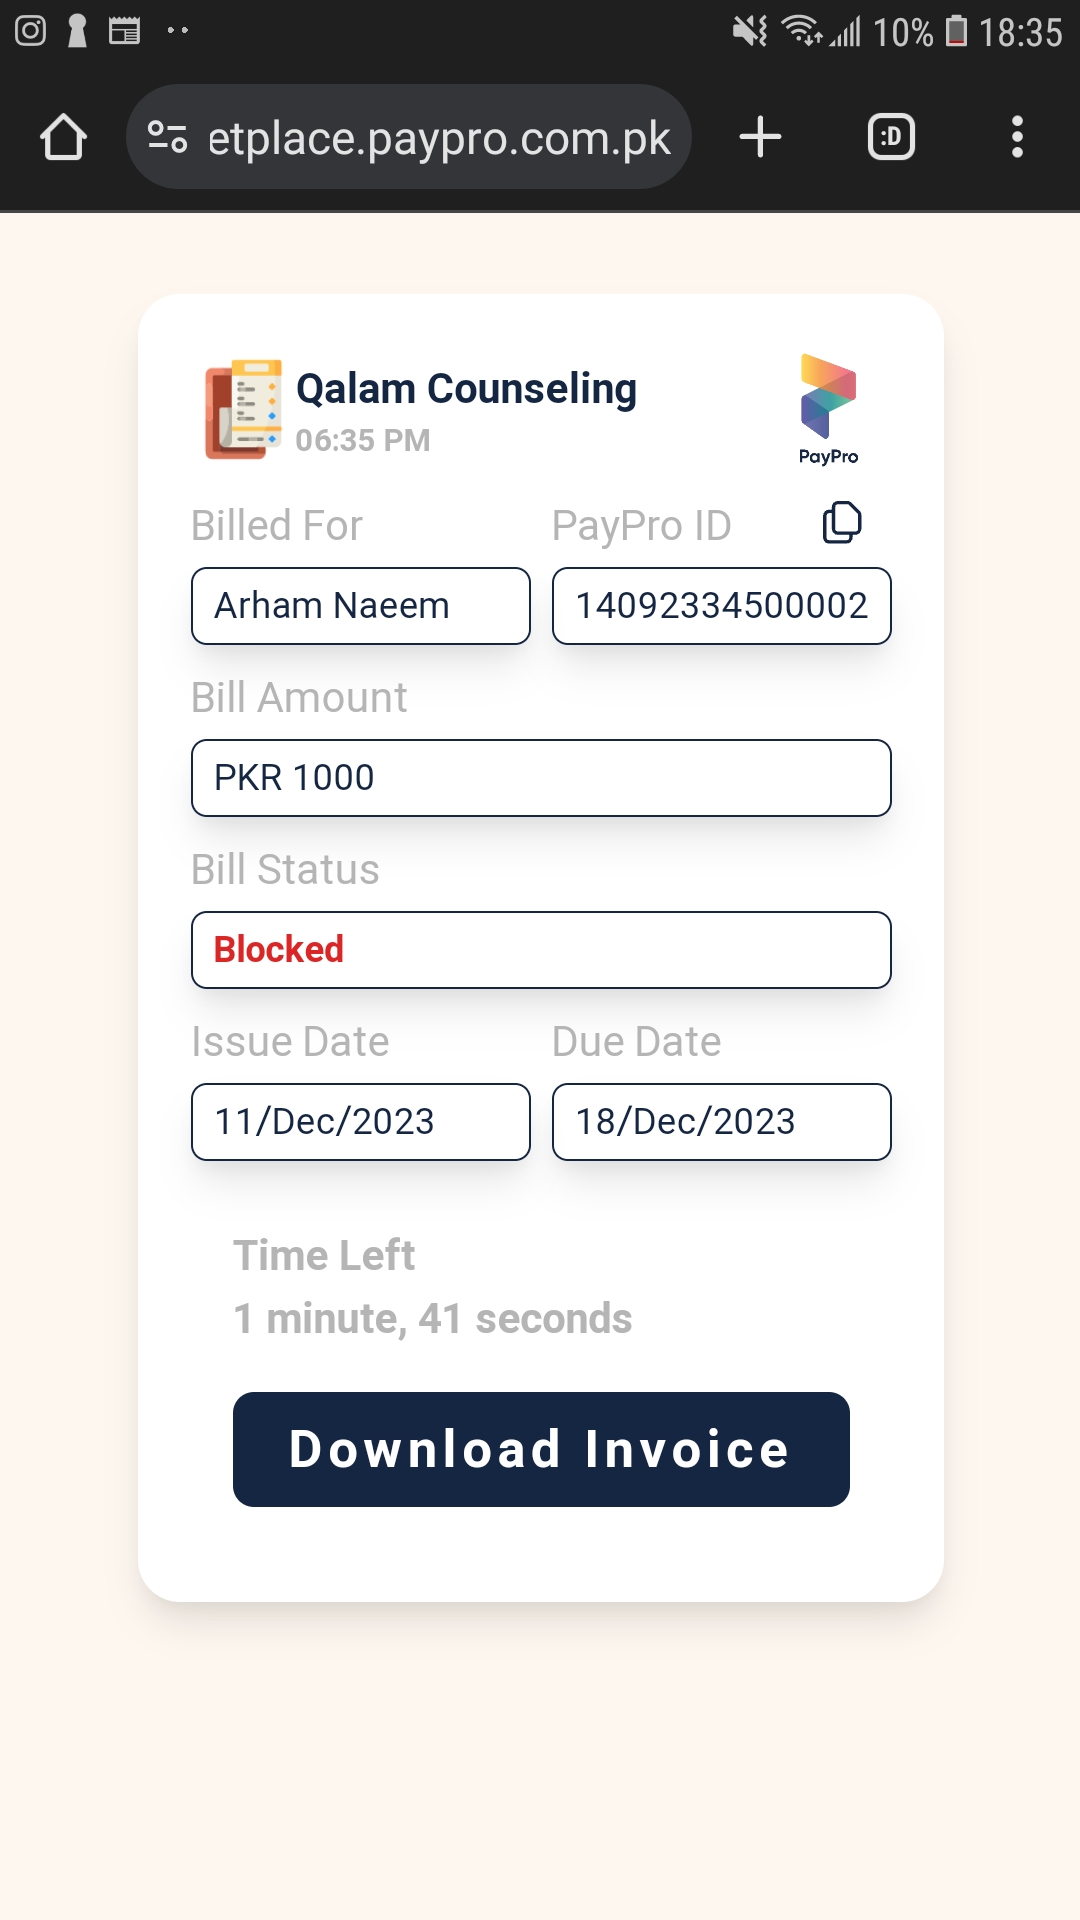 10% 18:35
etplace.paypro.com.pk
:D
Qalam Counseling
06:35 PM
PayPro
Billed For
PayPro ID
Arham Naeem
14092334500002
Bill Amount
PKR 1000
Bill Status
Blocked
Issue Date
Due Date
11/Dec/2023
18/Dec/2023
Time Left
1 minute, 41 seconds
Download Invoice